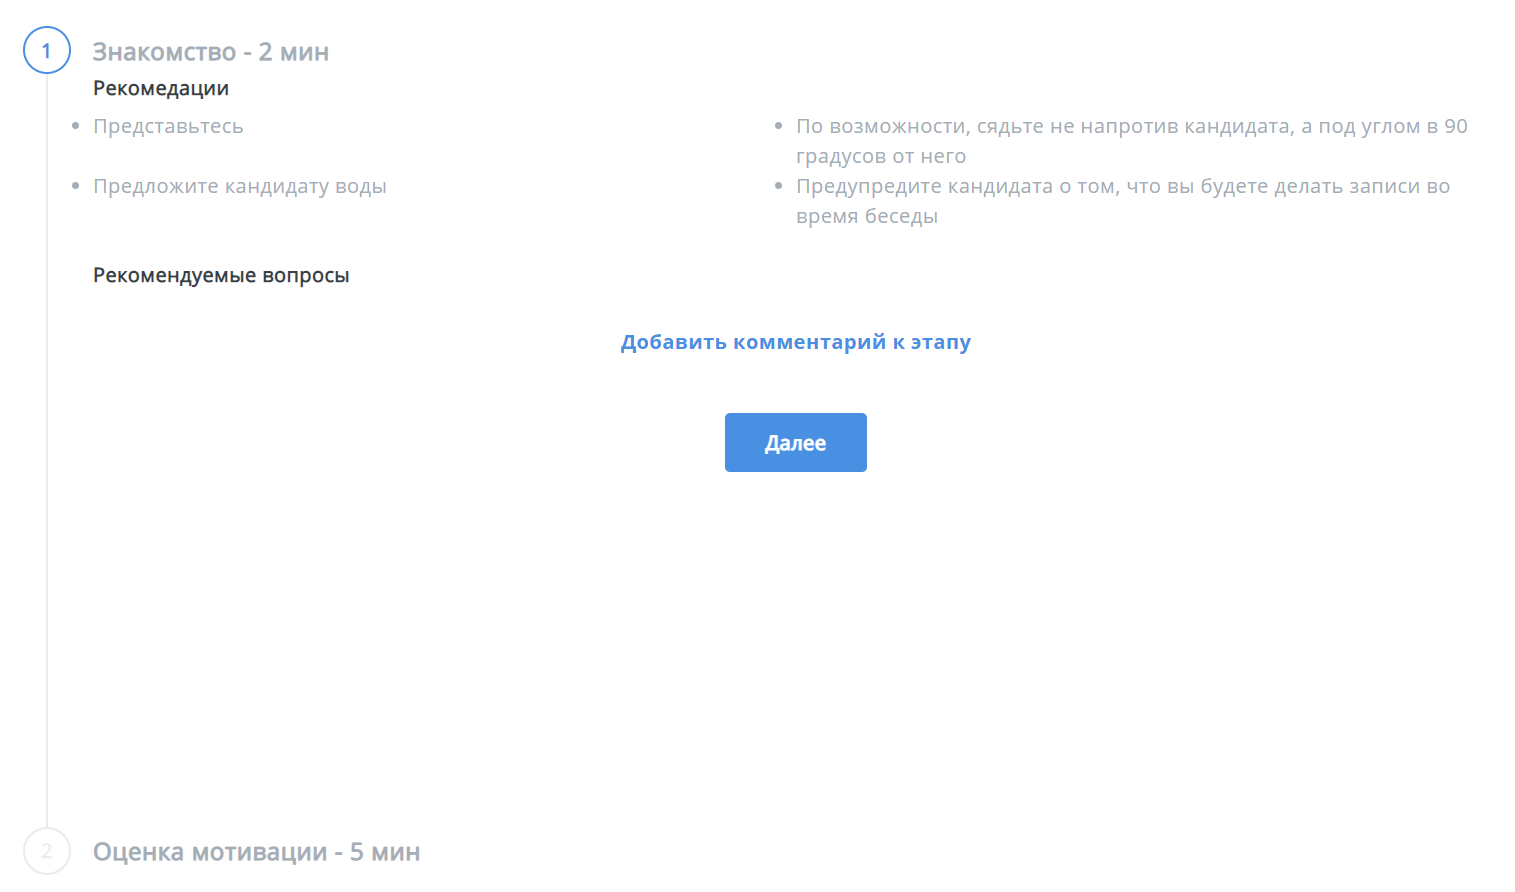 1
Знакомство - 2 мин
Рекомедации
Представьтесь
По возможности, сядьте не напротив кандидата, а под углом в 90
градусов от него
Предложите кандидату воды
Предупредите кандидата о том, что вы будете делать записи во
время беседы
Рекомендуемые вопросы
Добавить комментарий к этапу
Далее
2
Оценка мотивации - 5 мин